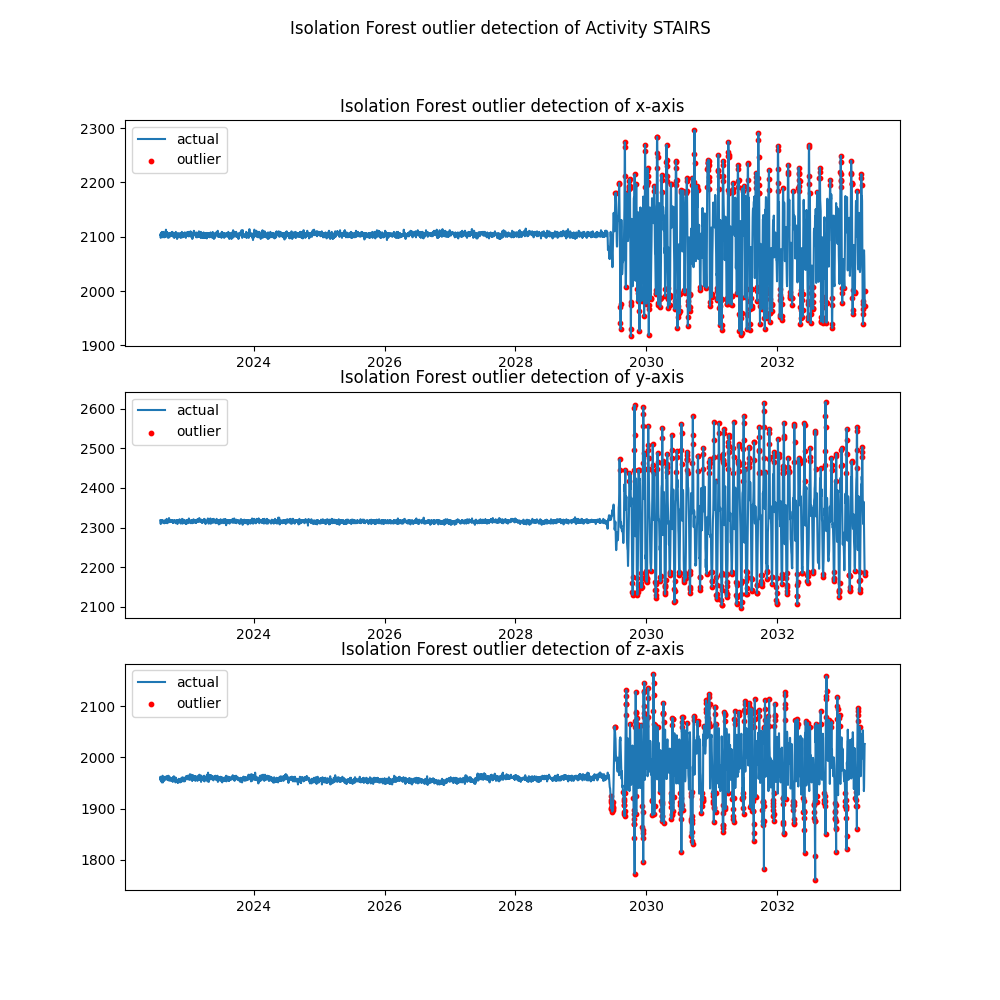 Isolation Forest outlier detection of Activity STAIRS
Isolation Forest outlier detection of x-axis
2300
2200
2100
2000
1900
actual
outlier
2024 2026 2028 2030 2032
Isolation Forest outlier detection of y-axis
2600
2500
2400
2300
2200
2100
actual
outlier
2024 2026 2028 2030 2032
Isolation Forest outlier detection of z-axis
2100
2000
1900
1800
actual
outlier
2024 2026 2028 2030 2032